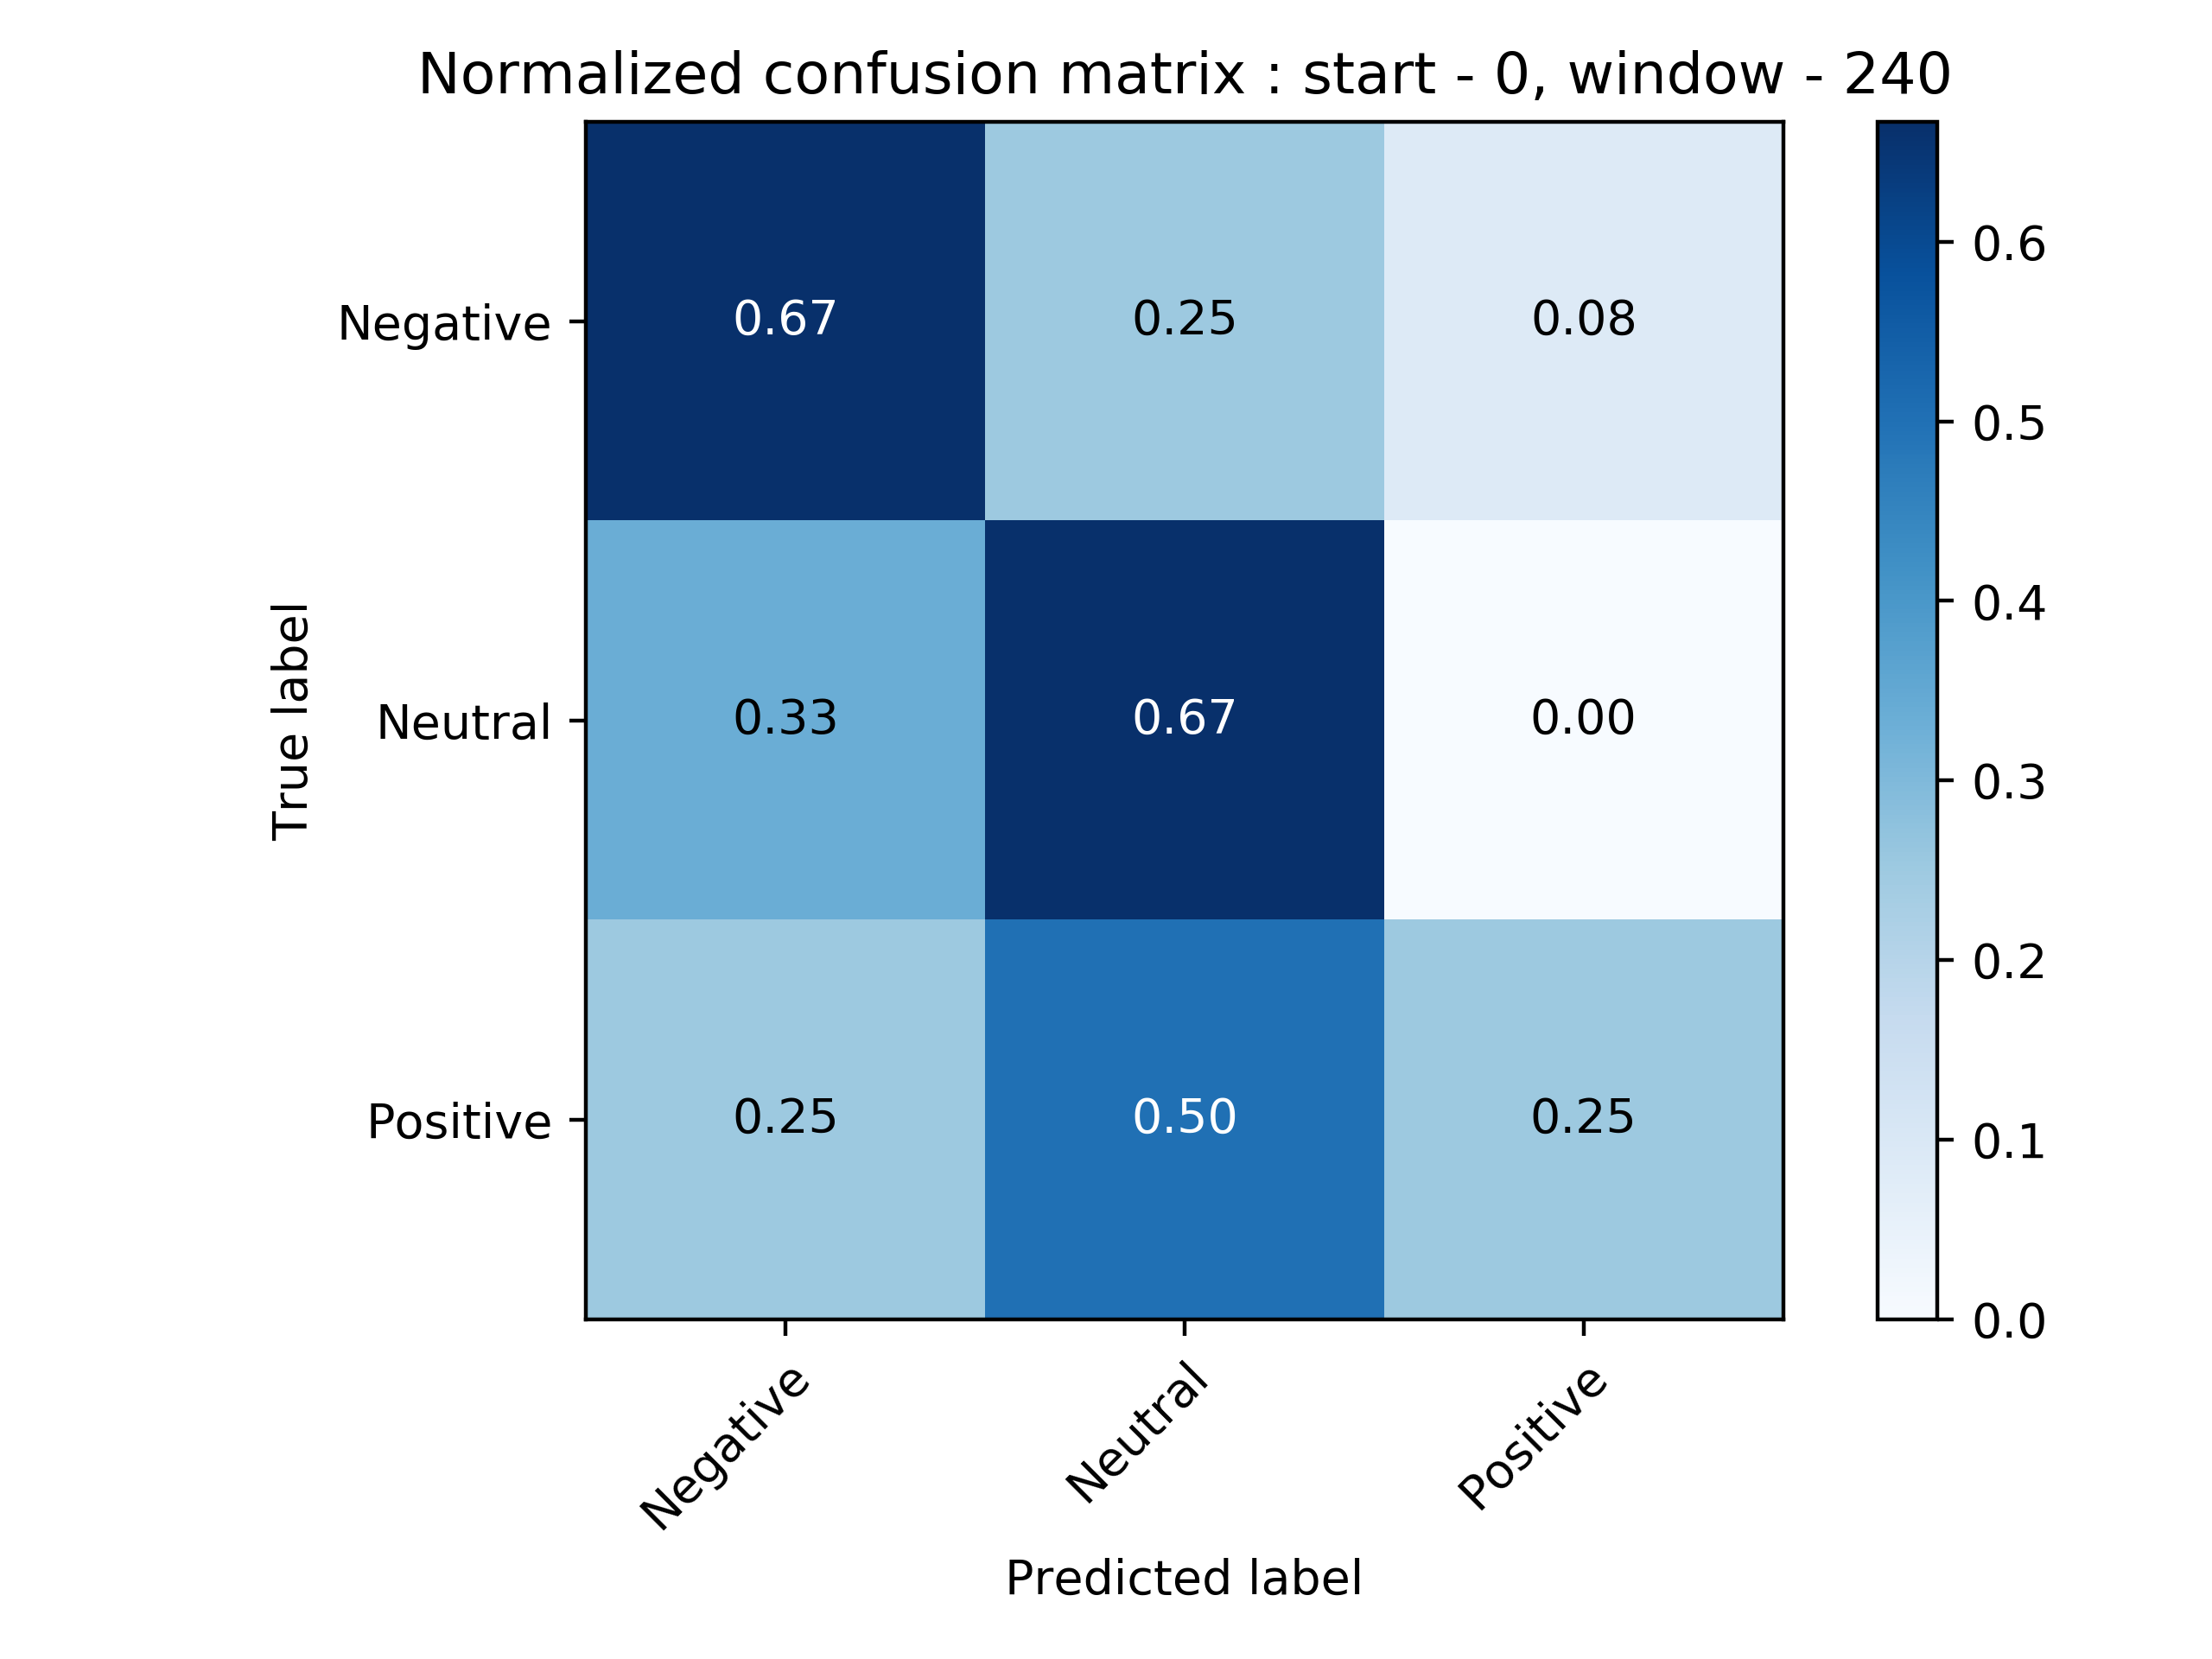 Normalized confusion matrix : start - 0, window - 240
True label
Negative
Neutral
Positive
0.67 0.25 0.08
0.33 0.67 0.00
0.25 0.50 0.25
Negative Neutral Positive
Predicted label
0.6
0.5
0.4
0.3
0.2
0.1
0.0